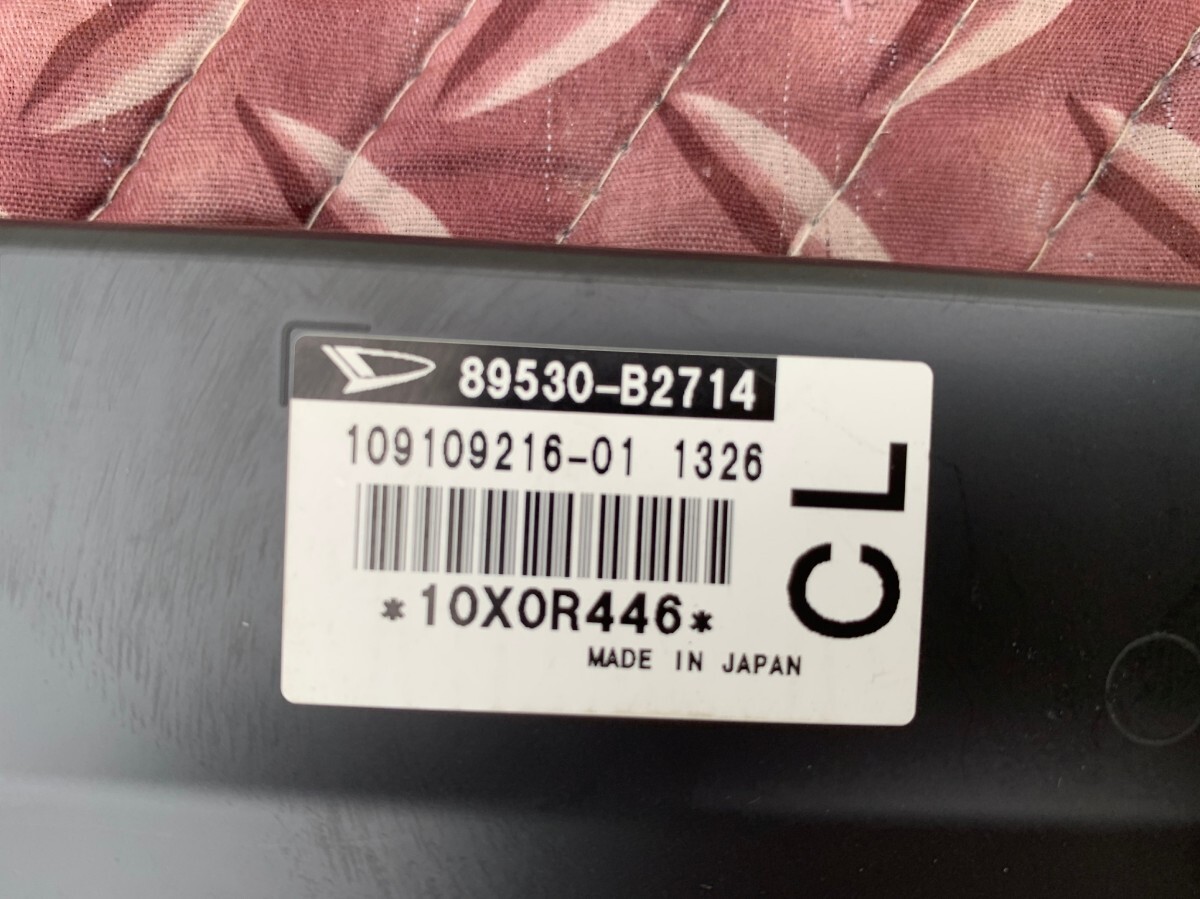 89530-B2714
109109216-01 1326
*10X0R446*
MADE IN JAPAN
CL